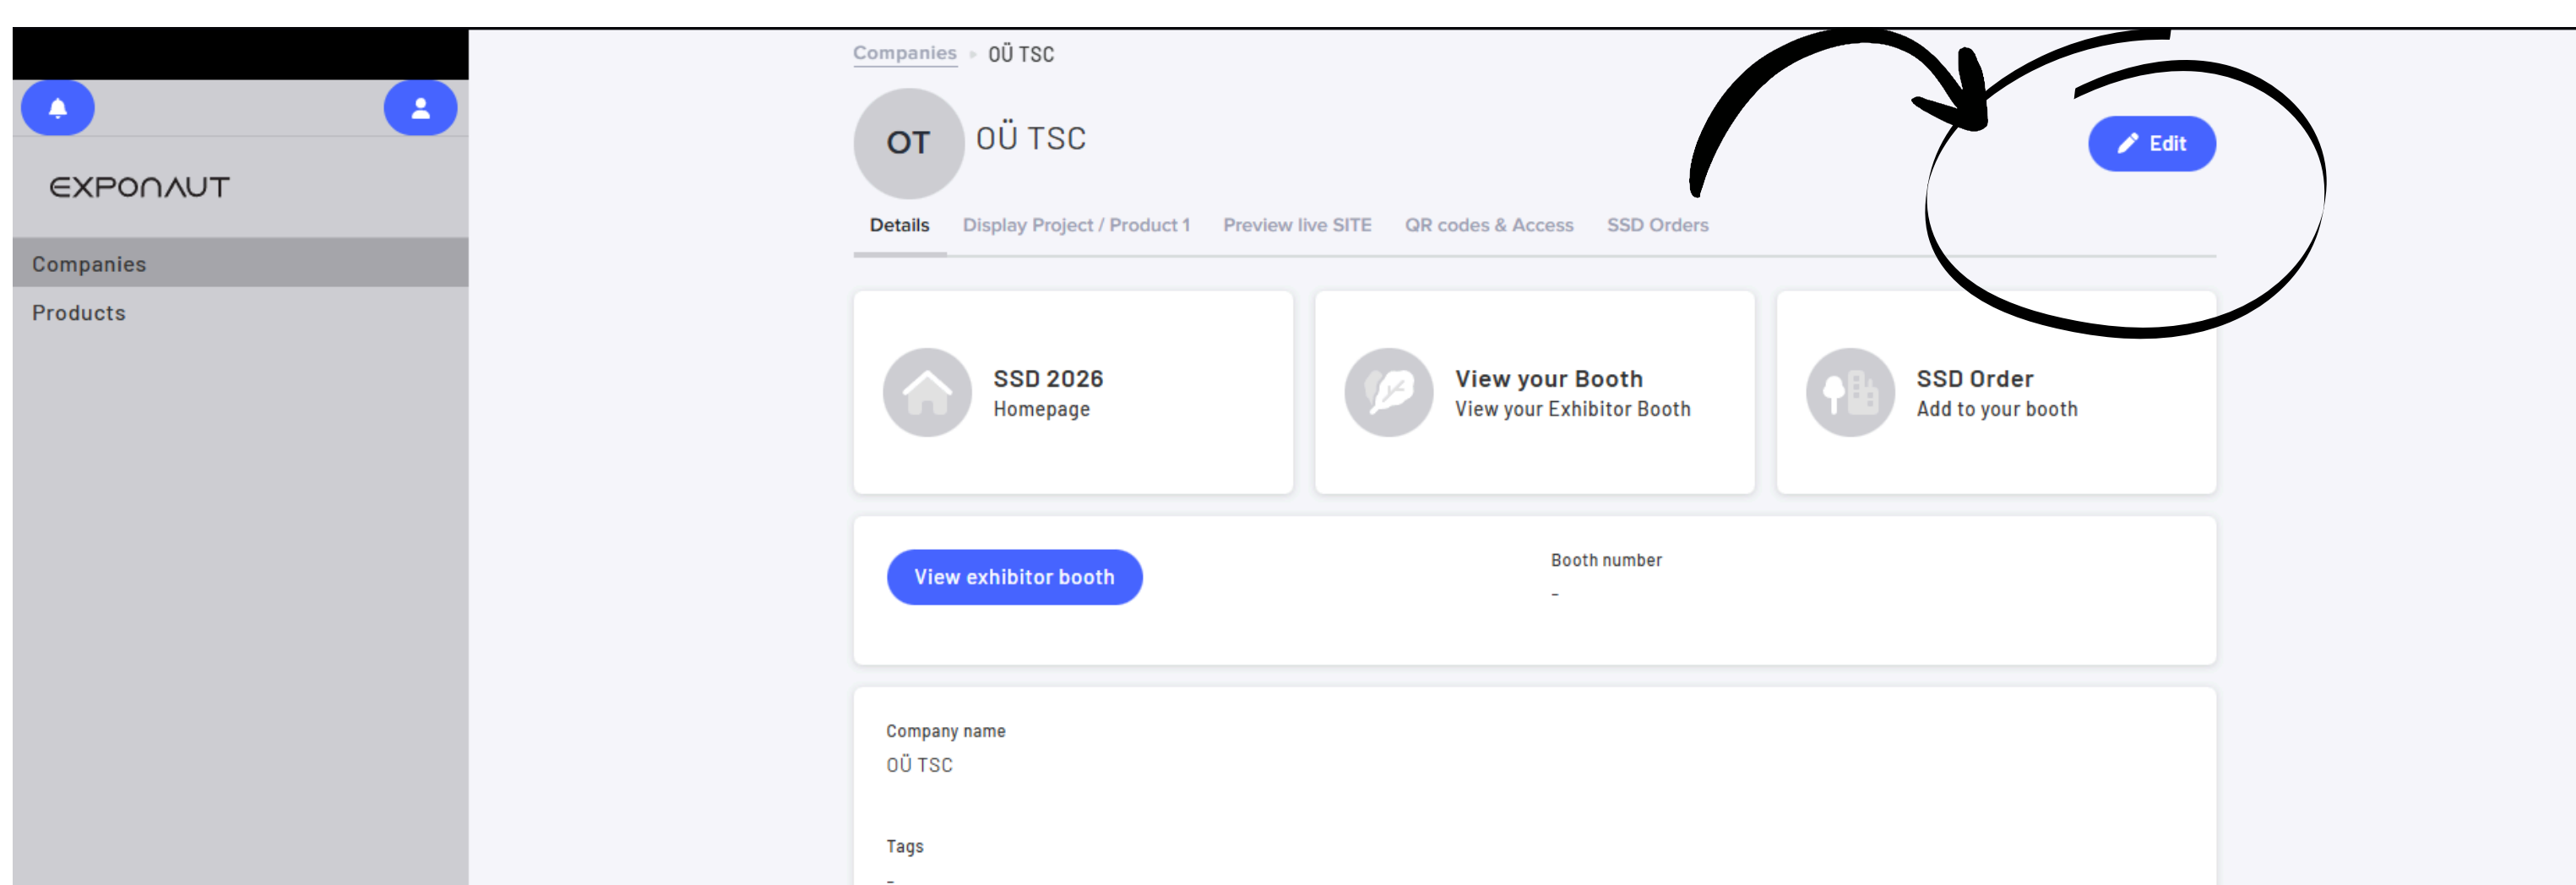 Companies ▸ OÜ TSC
OT
OÜ TSC
Edit
EXPONAUT
Details Display Project / Product 1 Preview live SITE QR codes & Access SSD Orders
Companies
Products
SSD 2026
Homepage
View your Booth
View your Exhibitor Booth
SSD Order
Add to your booth
View exhibitor booth
Booth number
-
Company name
OÜ TSC
Tags
-